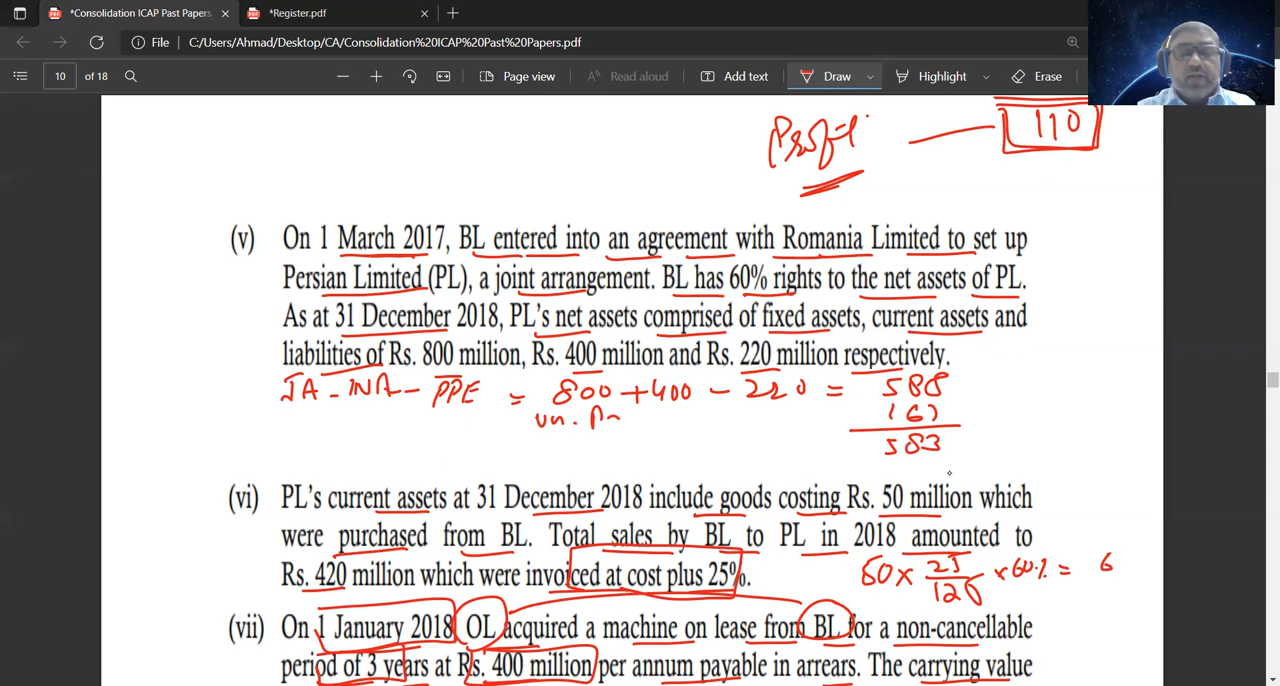 *Consolidation ICAP Past Papers.
*Register.pdf
File C:/Users/Ahmad/Desktop/CA/Consolidation%20ICAP%20Past%20Papers.pdf
10 of 18 Page view Read aloud Add text Draw Highlight Erase
Profit 110
(v) On 1 March 2017, BL entered into an agreement with Romania Limited to set up
Persian Limited (PL), a joint arrangement. BL has 60% rights to the net assets of PL.
As at 31 December 2018, PL's net assets comprised of fixed assets, current assets and
liabilities of Rs. 800 million, Rs. 400 million and Rs. 220 million respectively.
JA - INA - PPE = 800 + 400 - 220 = 588
un. Pr
583
(vi) PL's current assets at 31 December 2018 include goods costing Rs. 50 million which
were purchased from BL. Total sales by BL to PL in 2018 amounted to
Rs. 420 million which were invoiced at cost plus 25%.
50 × 25/125 × 60% = 6
(vii) On 1 January 2018 OL acquired a machine on lease from BL for a non-cancellable
period of 3 years at Rs. 400 million per annum payable in arrears. The carrying value